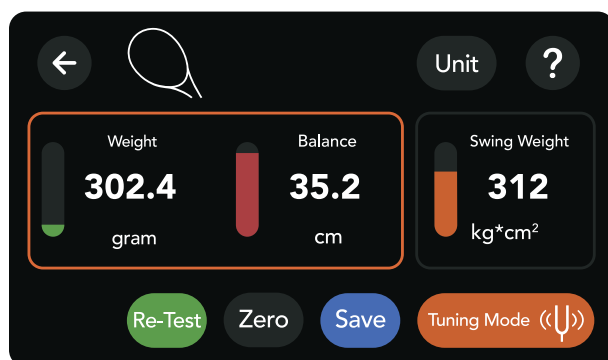 Unit
?
Weight
302.4
gram
Balance
35.2
cm
Swing Weight
312
kg*cm²
Re-Test
Zero
Save
Tuning Mode